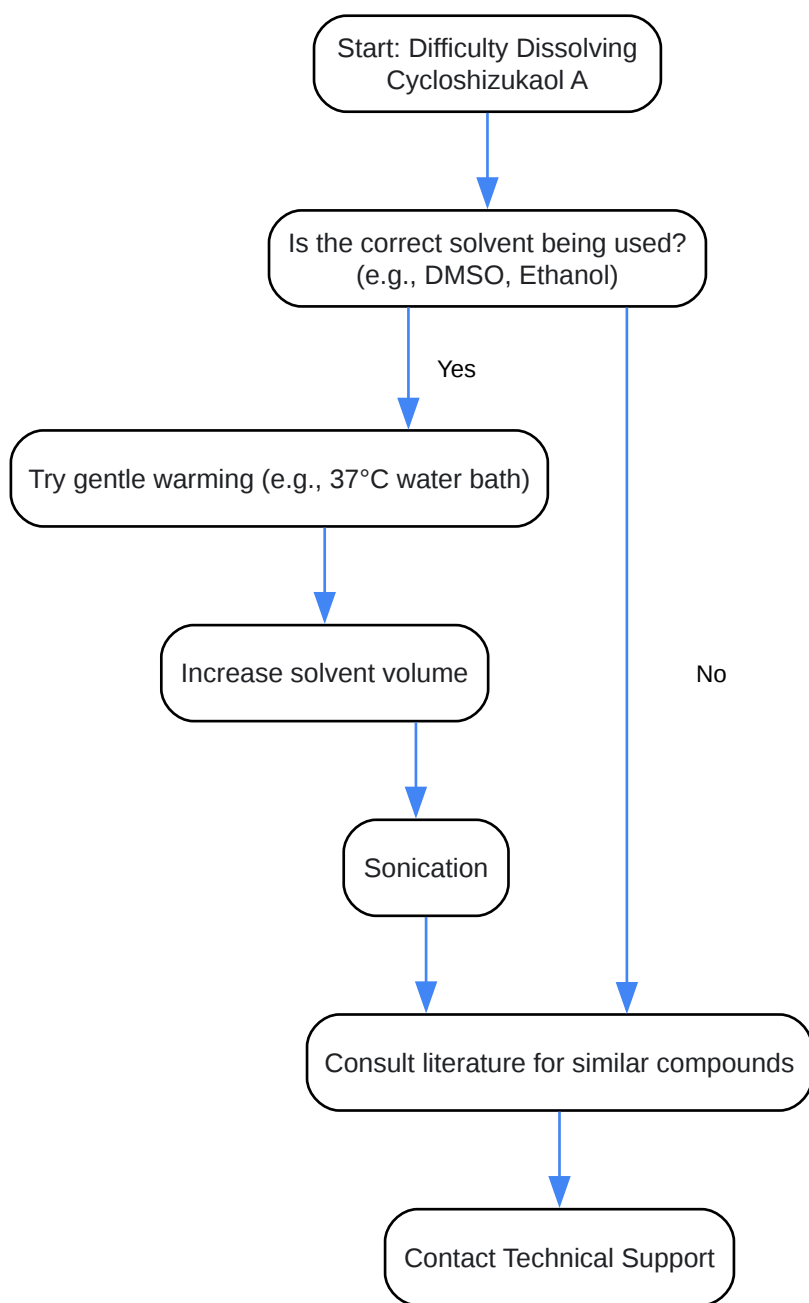 Start: Difficulty Dissolving
Cycloshizukaol A
Is the correct solvent being used?
(e.g., DMSO, Ethanol)
Yes
Try gentle warming (e.g., 37°C water bath)
Increase solvent volume
No
Sonication
Consult literature for similar compounds
Contact Technical Support